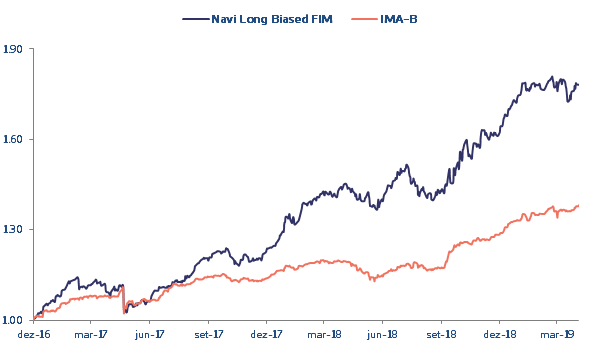 Navi Long Biased FIM IMA-B
1.90
1.60
1.30
1.00
dez-16 mar-17 jun-17 set-17 dez-17 mar-18 jun-18 set-18 dez-18 mar-19